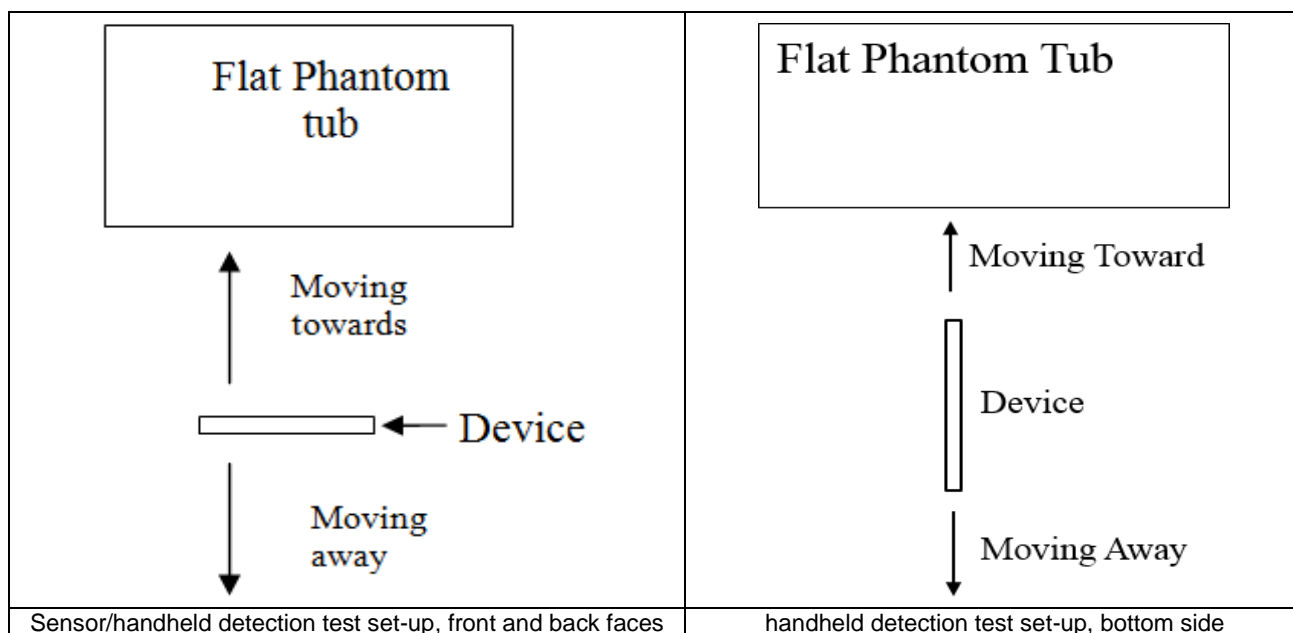 Flat Phantom
tub
Moving
towards
Device
Moving
away
Sensor/handheld detection test set-up, front and back faces
Flat Phantom Tub
Moving Toward
Device
Moving Away
handheld detection test set-up, bottom side